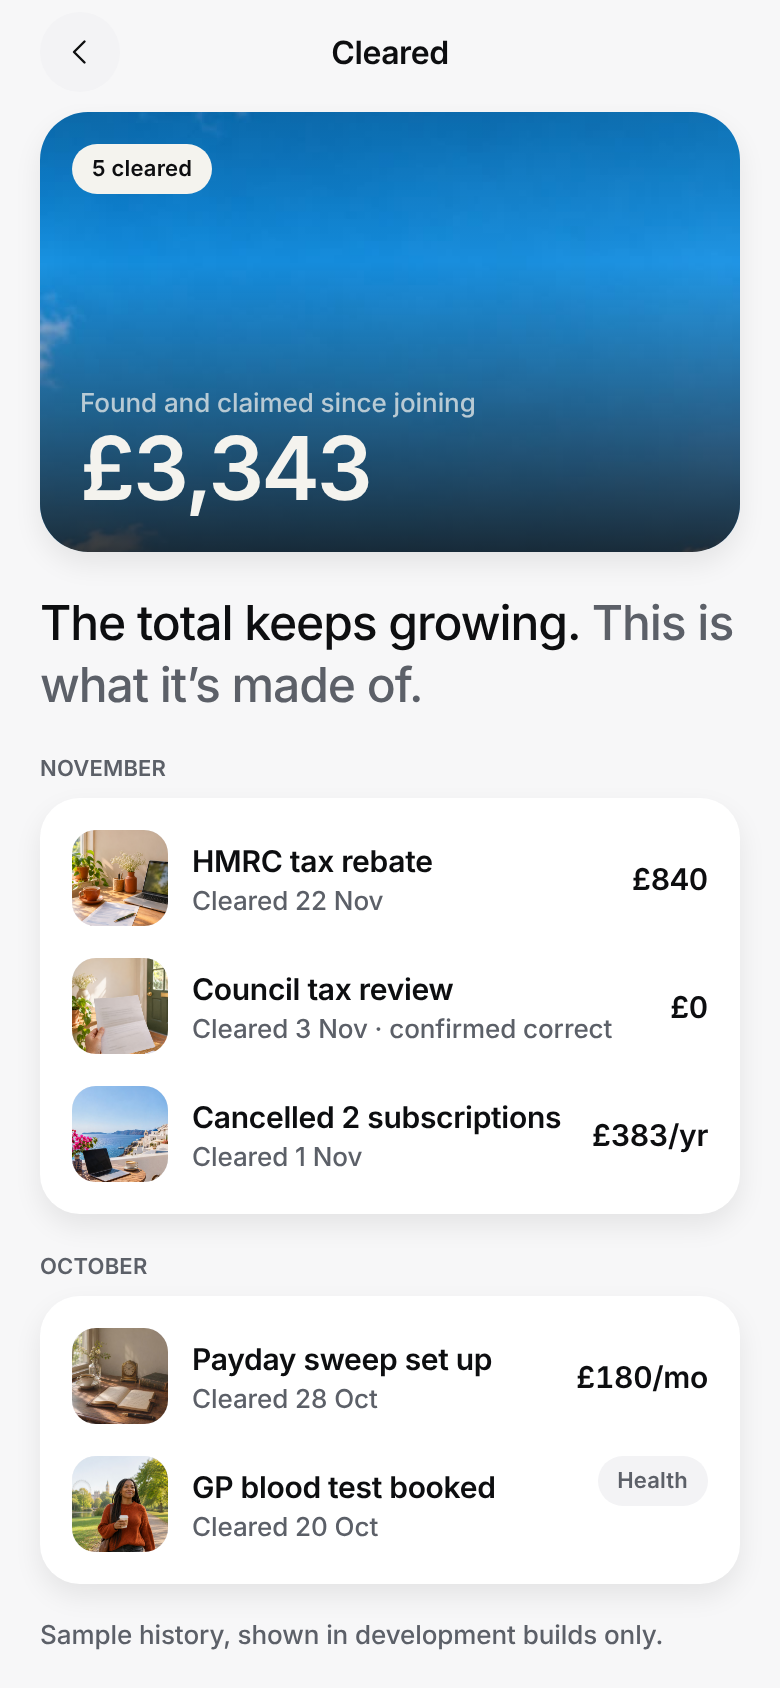 Cleared
5 cleared
Found and claimed since joining
£3,343
The total keeps growing. This is
what it’s made of.
NOVEMBER
HMRC tax rebate
Cleared 22 Nov
£840
Council tax review
Cleared 3 Nov · confirmed correct
£0
Cancelled 2 subscriptions
Cleared 1 Nov
£383/yr
OCTOBER
Payday sweep set up
Cleared 28 Oct
£180/mo
GP blood test booked
Cleared 20 Oct
Health
Sample history, shown in development builds only.